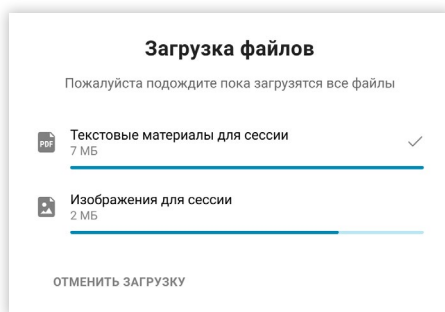 Загрузка файлов
Пожалуйста подождите пока загрузятся все файлы
PDF
Текстовые материалы для сессии
7 МБ
Изображения для сессии
2 МБ
ОТМЕНИТЬ ЗАГРУЗКУ